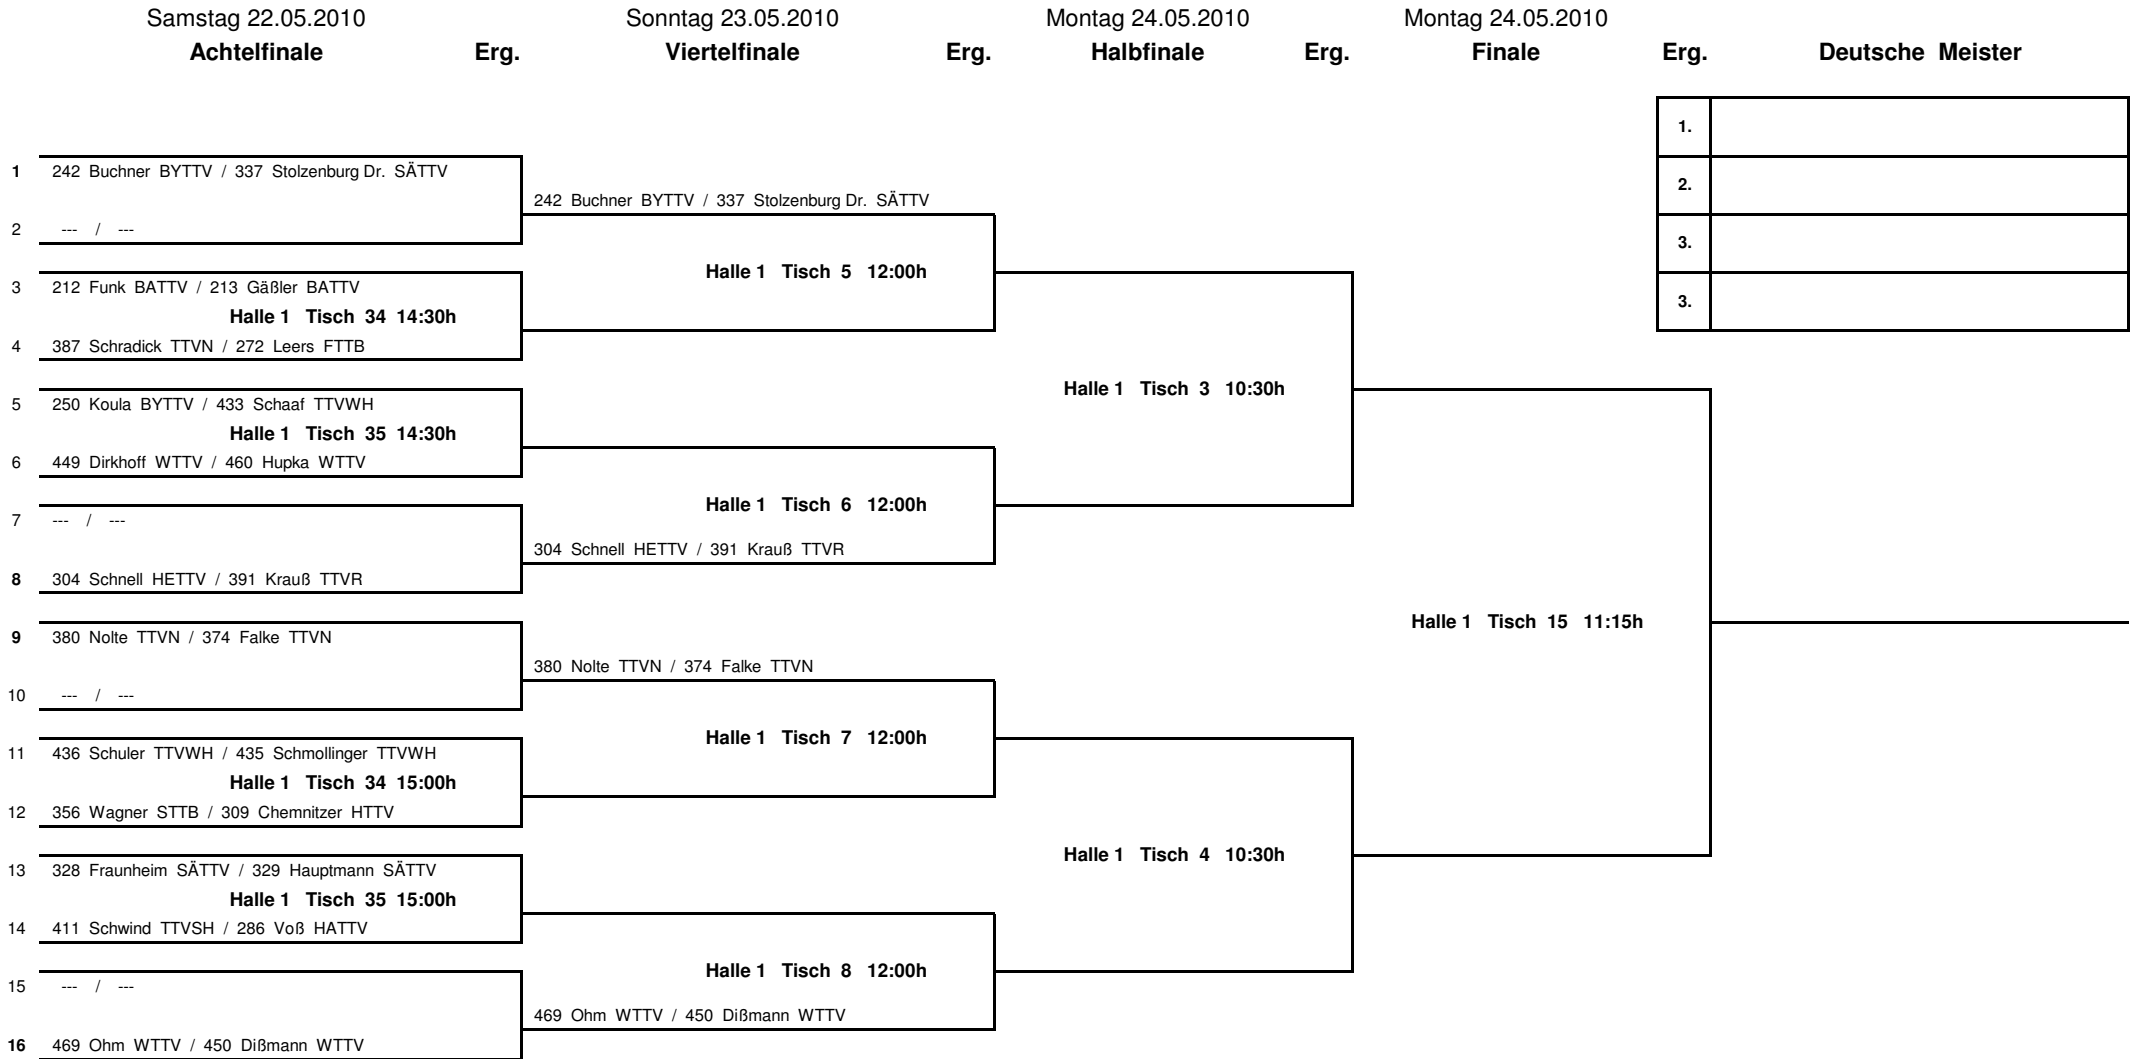 Samstag 22.05.2010 Sonntag 23.05.2010 Montag 24.05.2010 Montag 24.05.2010
Achtelfinale Erg. Viertelfinale Erg. Halbfinale Erg. Finale Erg. Deutsche Meister
1.
1 242 Buchner BYTTV / 337 Stolzenburg Dr. SÄTTV
2.
242 Buchner BYTTV / 337 Stolzenburg Dr. SÄTTV
2 --- / ---
3.
Halle 1 Tisch 5 12:00h
3 212 Funk BATTV / 213 Gäßler BATTV
3.
Halle 1 Tisch 34 14:30h
4 387 Schradick TTVN / 272 Leers FTTB
Halle 1 Tisch 3 10:30h
5 250 Koula BYTTV / 433 Schaaf TTVWH
Halle 1 Tisch 35 14:30h
6 449 Dirkhoff WTTV / 460 Hupka WTTV
Halle 1 Tisch 6 12:00h
7 --- / ---
304 Schnell HETTV / 391 Krauß TTVR
8 304 Schnell HETTV / 391 Krauß TTVR
Halle 1 Tisch 15 11:15h
9 380 Nolte TTVN / 374 Falke TTVN
380 Nolte TTVN / 374 Falke TTVN
10 --- / ---
Halle 1 Tisch 7 12:00h
11 436 Schuler TTVWH / 435 Schmollinger TTVWH
Halle 1 Tisch 34 15:00h
12 356 Wagner STTB / 309 Chemnitzer HTTV
Halle 1 Tisch 4 10:30h
13 328 Fraunheim SÄTTV / 329 Hauptmann SÄTTV
Halle 1 Tisch 35 15:00h
14 411 Schwind TTVSH / 286 Voß HATTV
Halle 1 Tisch 8 12:00h
15 --- / ---
469 Ohm WTTV / 450 Dißmann WTTV
16 469 Ohm WTTV / 450 Dißmann WTTV